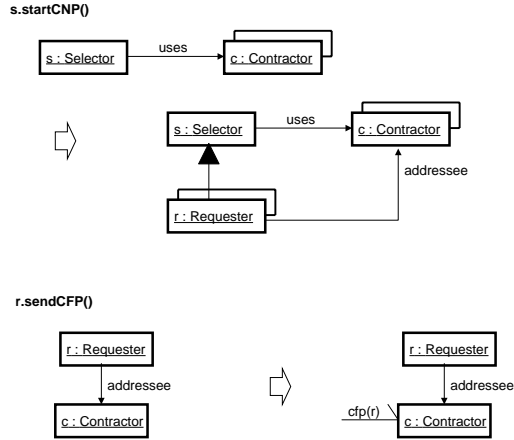 s.startCNP()
s : Selector
uses
c : Contractor
s : Selector
uses
c : Contractor
addressee
r : Requester
r.sendCFP()
r : Requester
addressee
c : Contractor
r : Requester
addressee
cfp(r)
c : Contractor